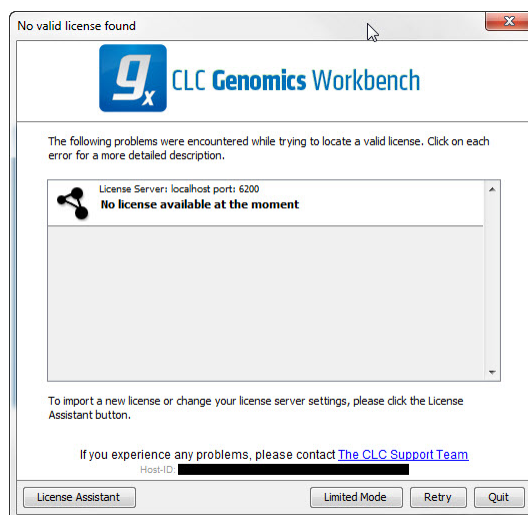 No valid license found
gx CLC Genomics Workbench
The following problems were encountered while trying to locate a valid license. Click on each
error for a more detailed description.
License Server: localhost port: 6200
No license available at the moment
To import a new license or change your license server settings, please click the License
Assistant button.
If you experience any problems, please contact The CLC Support Team
Host-ID:
License Assistant Limited Mode Retry Quit